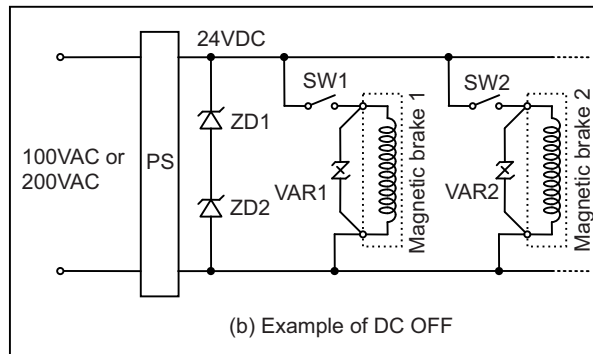 24VDC
SW1
SW2
ZD1
100VAC or
200VAC
PS
VAR1
Magnetic brake 1
VAR2
Magnetic brake 2
ZD2
(b) Example of DC OFF